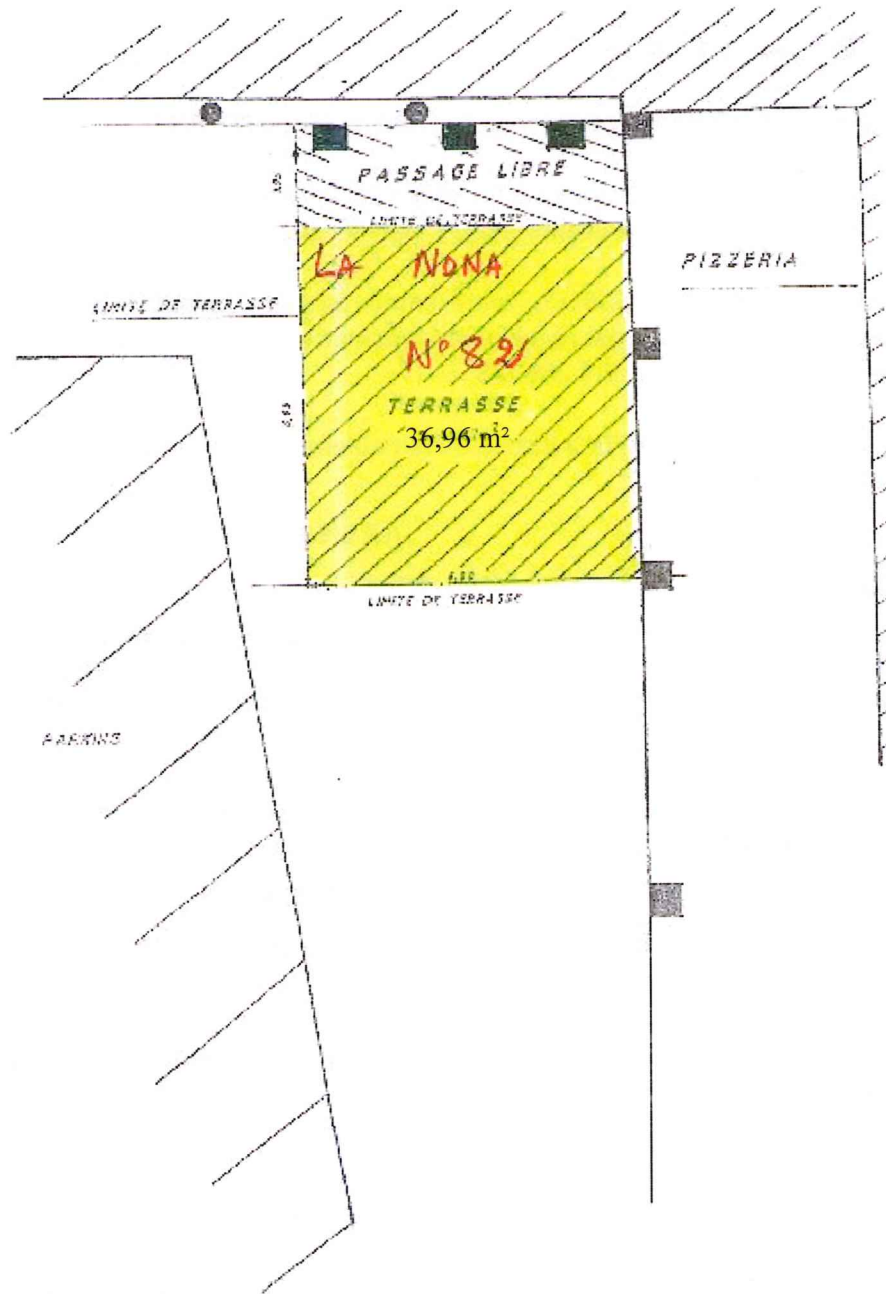 PASSAGE LIBRE
LIMITE DE TERRASSE
LA NONA
PIZZERIA
LIMITE DE TERRASSE
N° 82
TERRASSE
36,96 m²
LIMITE DE TERRASSE
PARKING